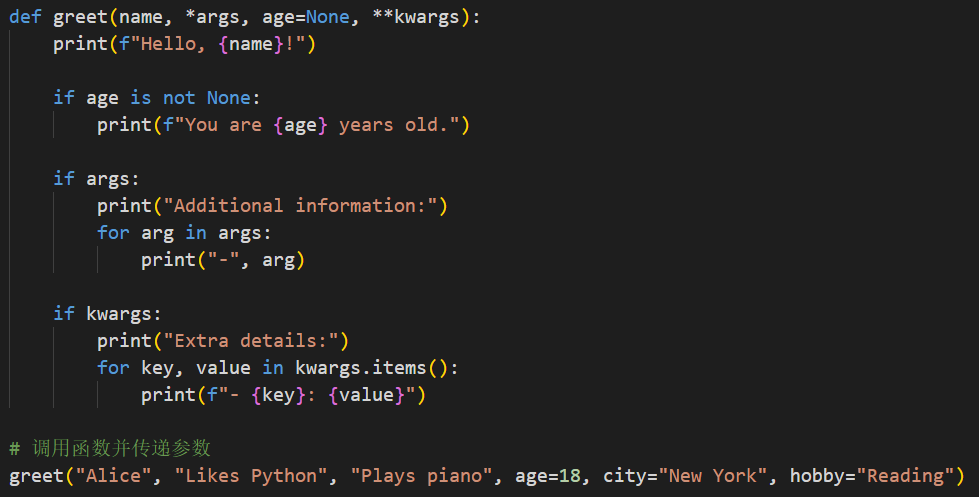 def greet(name, *args, age=None, **kwargs):
    print(f"Hello, {name}!")

    if age is not None:
        print(f"You are {age} years old.")

    if args:
        print("Additional information:")
        for arg in args:
            print("-", arg)

    if kwargs:
        print("Extra details:")
        for key, value in kwargs.items():
            print(f"- {key}: {value}")

# 调用函数并传递参数
greet("Alice", "Likes Python", "Plays piano", age=18, city="New York", hobby="Reading")